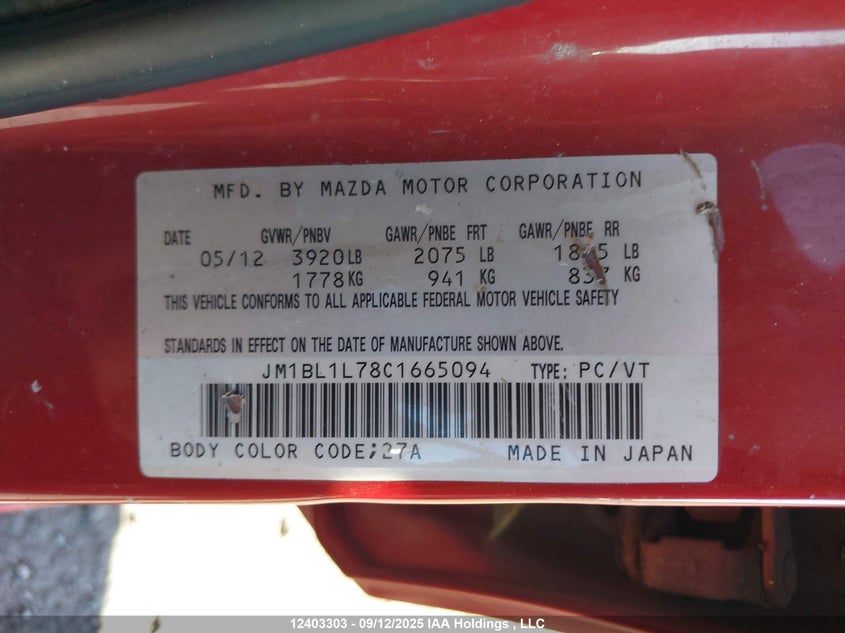 MFD. BY MAZDA MOTOR CORPORATION
DATE GVWR/PNBV GAWR/PNBE FRT GAWR/PNBE RR
05/12 3920LB 2075 LB LB
1778KG 941 KG KG
THIS VEHICLE CONFORMS TO ALL APPLICABLE FEDERAL MOTOR VEHICLE SAFETY
STANDARDS IN EFFECT ON THE DATE OF MANUFACTURE SHOWN ABOVE.
JM1BL1L78C1665094 TYPE: PC/VT
BODY COLOR CODE;27A MADE IN JAPAN
12403303 - 09/12/2025 IAA Holdings , LLC